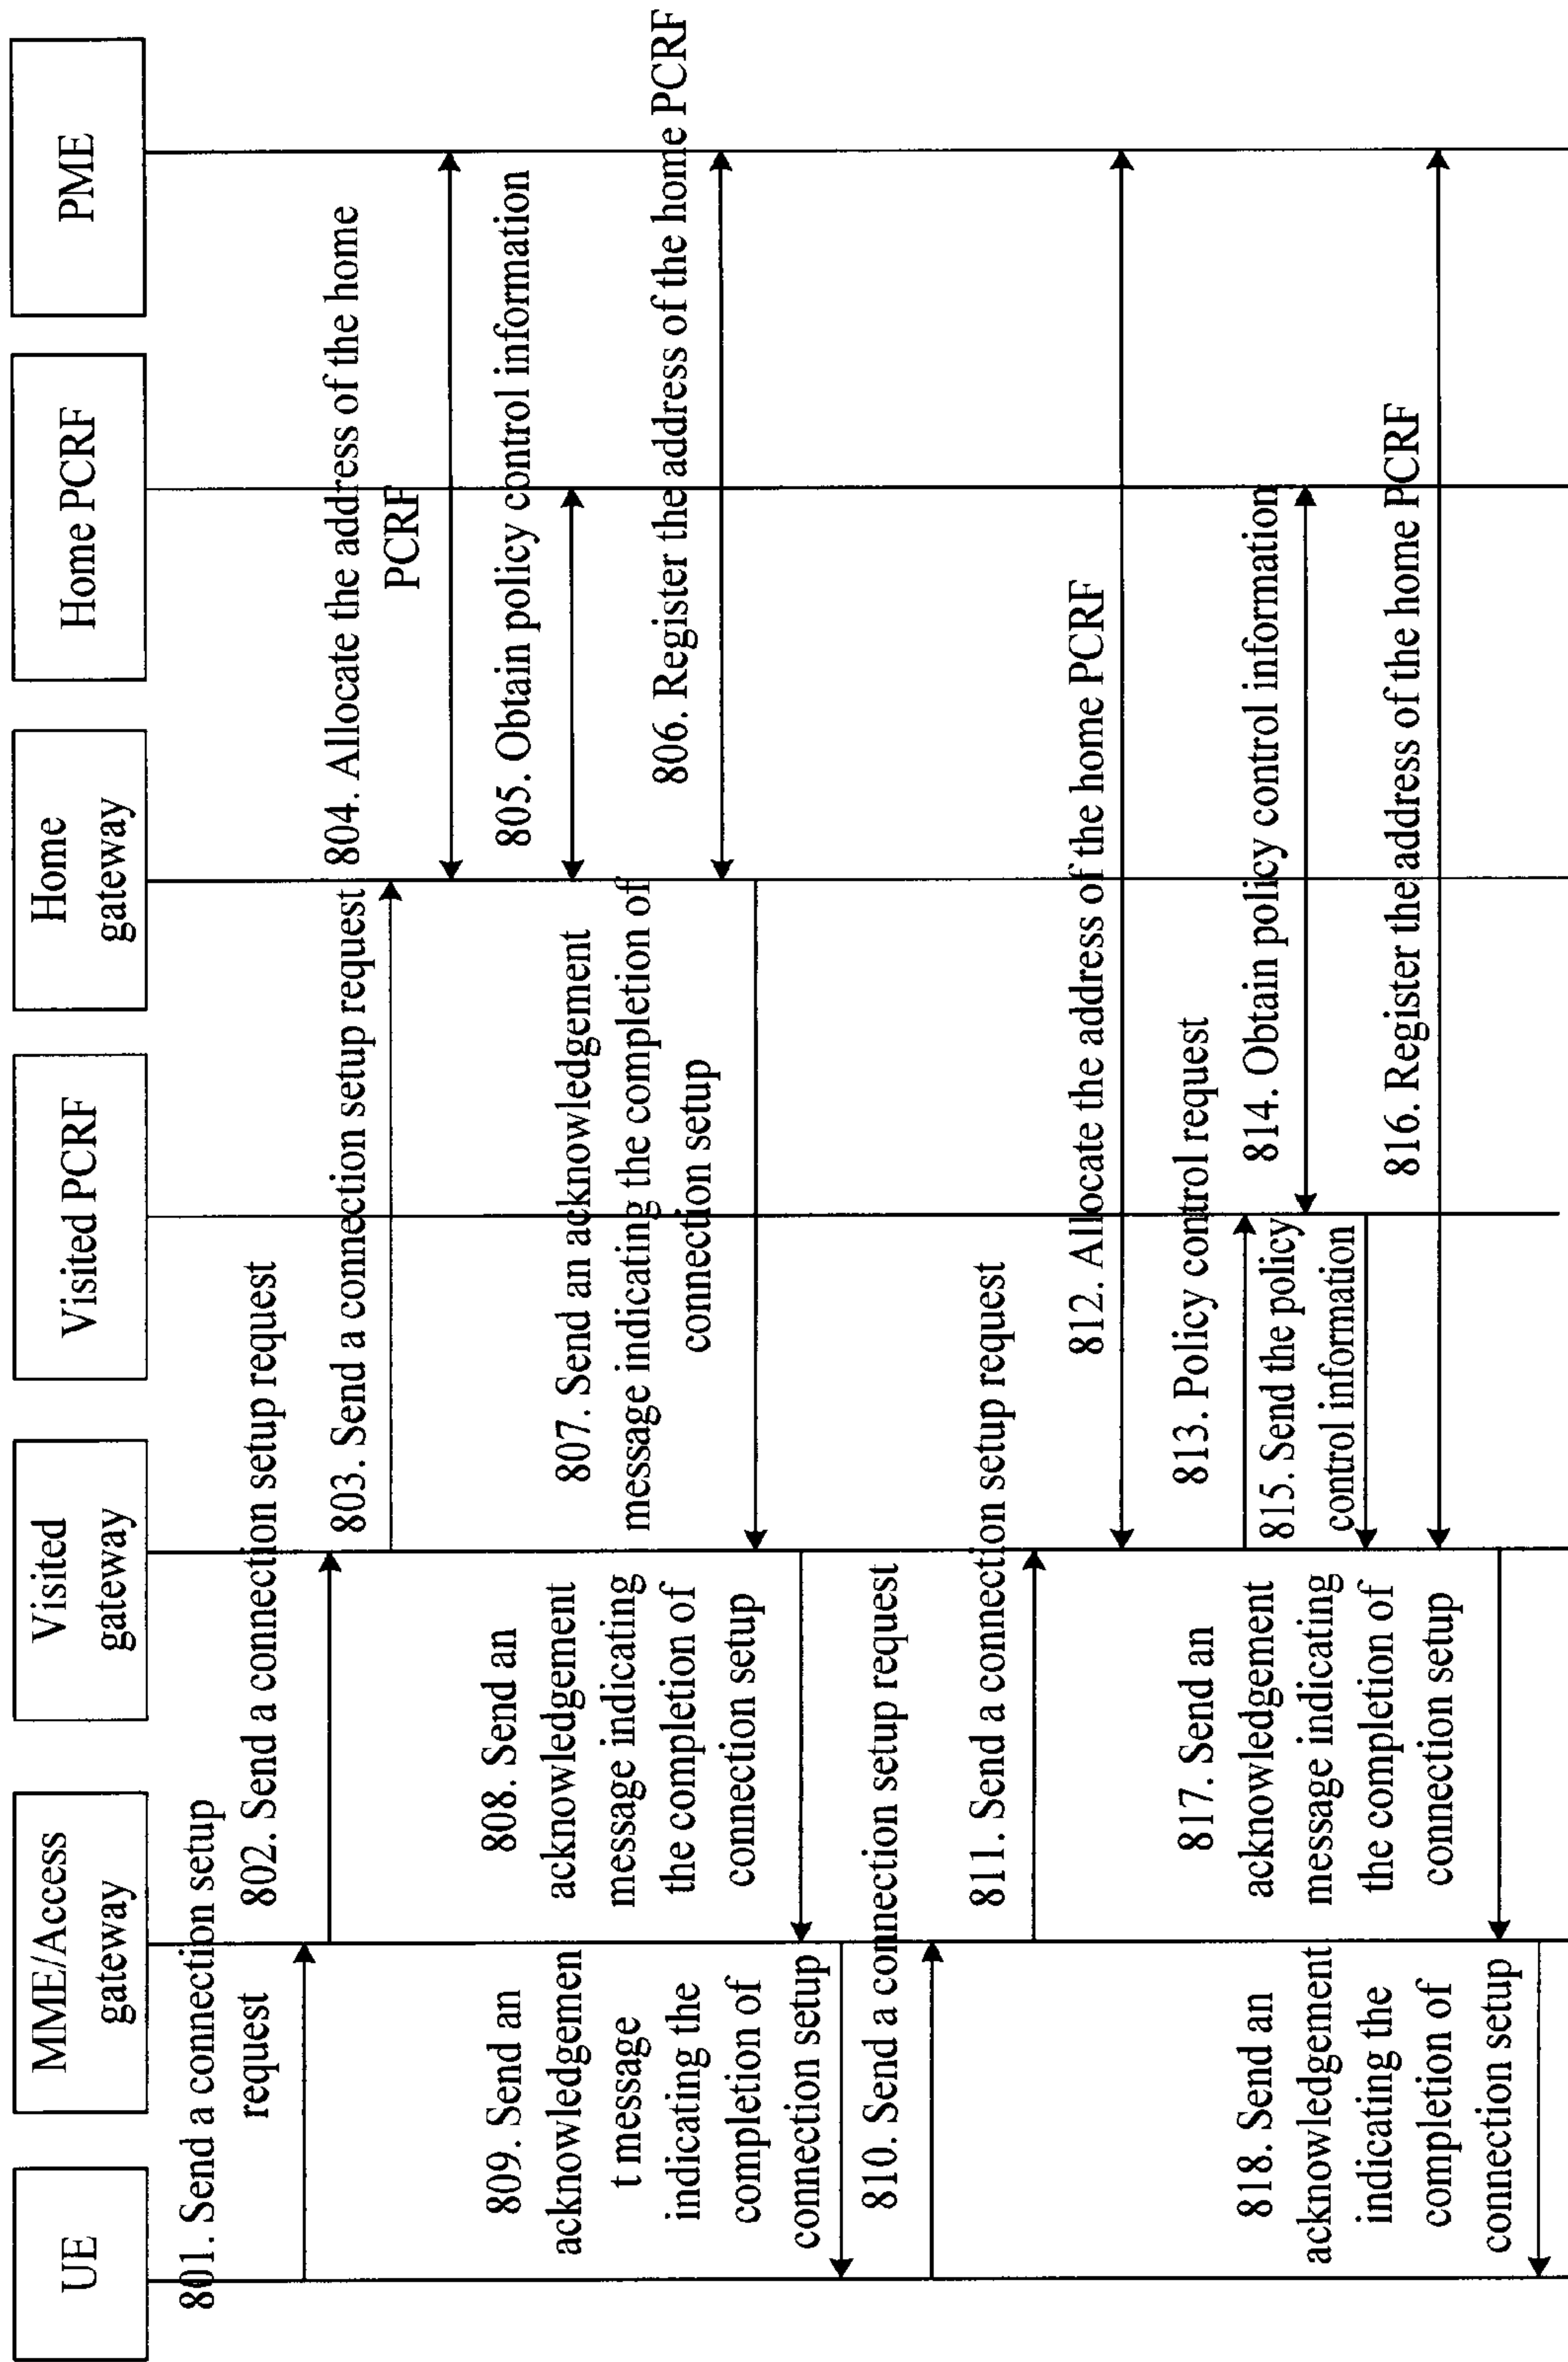 UE
MME/Access
gateway
Visited
gateway
Visited PCRF
Home
gateway
Home PCRF
PME
801. Send a connection setup
request
802. Send a connection setup request
803. Send a connection setup request
804. Allocate the address of the home
PCRF
805. Obtain policy control information
806. Register the address of the home PCRF
807. Send an acknowledgement
message indicating the completion of
connection setup
808. Send an
acknowledgement
message indicating
the completion of
connection setup
809. Send an
acknowledgemen
t message
indicating the
completion of
connection setup
810. Send a connection setup request
811. Send a connection setup request
812. Allocate the address of the home PCRF
813. Policy control request
814. Obtain policy control information
815. Send the policy
control information
816. Register the address of the home PCRF
817. Send an
acknowledgement
message indicating
the completion of
connection setup
818. Send an
acknowledgement
indicating the
completion of
connection setup